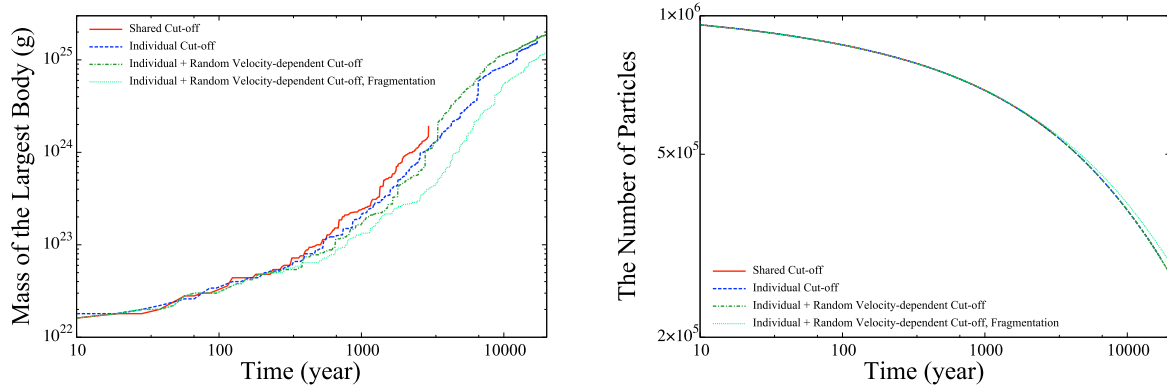 Mass of the Largest Body (g)
10^25
10^24
10^23
10^22
Shared Cut-off
Individual Cut-off
Individual + Random Velocity-dependent Cut-off
Individual + Random Velocity-dependent Cut-off, Fragmentation
10 100 1000 10000
Time (year)
The Number of Particles
1×10^6
5×10^5
2×10^5
Shared Cut-off
Individual Cut-off
Individual + Random Velocity-dependent Cut-off
Individual + Random Velocity-dependent Cut-off, Fragmentation
10 100 1000 10000
Time (year)